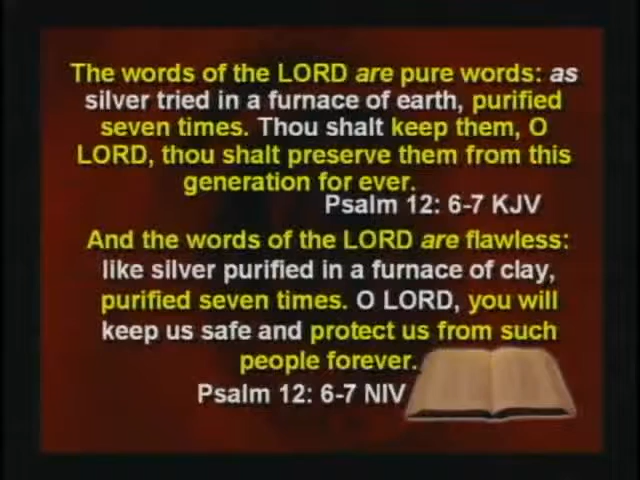 The words of the LORD are pure words: as
silver tried in a furnace of earth, purified
seven times. Thou shalt keep them, O
LORD, thou shalt preserve them from this
generation for ever.
Psalm 12: 6-7 KJV
And the words of the LORD are flawless:
like silver purified in a furnace of clay,
purified seven times. O LORD, you will
keep us safe and protect us from such
people forever.
Psalm 12: 6-7 NIV